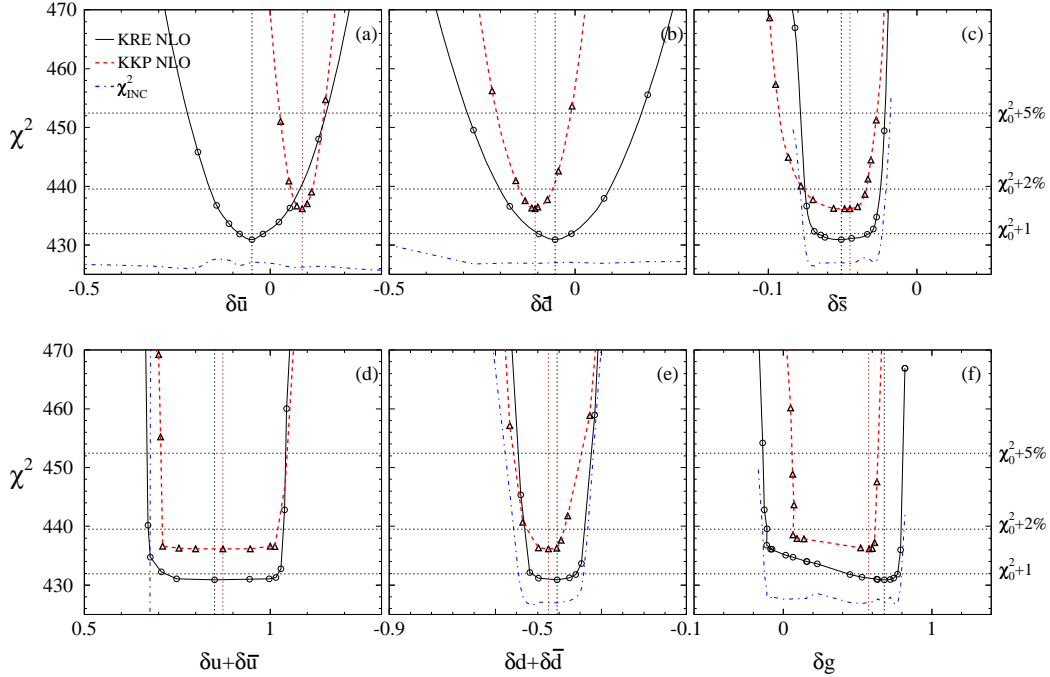 470
460
450
440
430
χ²
KRE NLO
KKP NLO
χ²INC
(a)
(b)
(c)
χ₀²+5%
χ₀²+2%
χ₀²+1
-0.5 0 -0.5 0 -0.1 0
δū δd̄ δs̄
470
460
450
440
430
χ²
(d)
(e)
(f)
χ₀²+5%
χ₀²+2%
χ₀²+1
0.5 1 -0.9 -0.5 -0.1 0 1
δu+δū δd+δd̄ δg